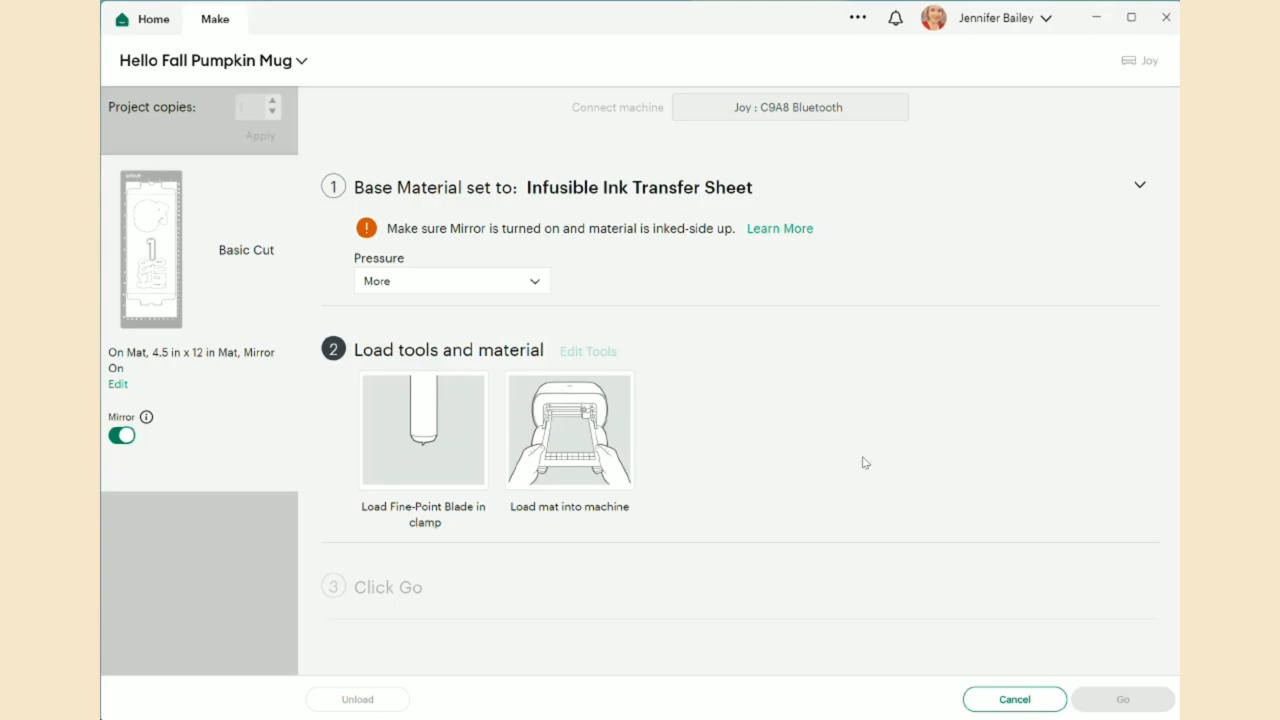 Home
Make
Jennifer Bailey
Hello Fall Pumpkin Mug
Joy
Project copies:
1
Apply
Connect machine
Joy : C9A8 Bluetooth
1
Basic Cut
On Mat, 4.5 in x 12 in Mat, Mirror
On
Edit
Mirror
1 Base Material set to: Infusible Ink Transfer Sheet
! Make sure Mirror is turned on and material is inked-side up. Learn More
Pressure
More
2 Load tools and material Edit Tools
Load Fine-Point Blade in
clamp
Load mat into machine
3 Click Go
Unload
Cancel
Go